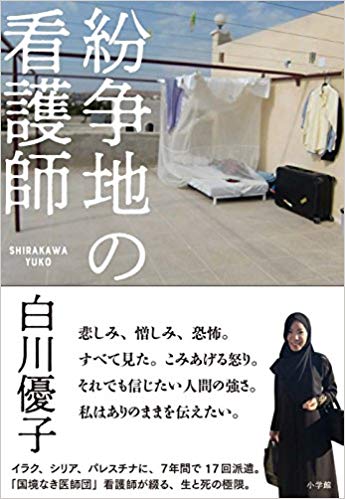 紛争地の
看護師
SHIRAKAWA
YUKO
白川優子
悲しみ、憎しみ、恐怖。
すべて見た。こみあげる怒り。
それでも信じたい人間の強さ。
私はありのままを伝えたい。
イラク、シリア、パレスチナに、7年間で17回派遣。
「国境なき医師団」看護師が綴る、生と死の極限。
小学館